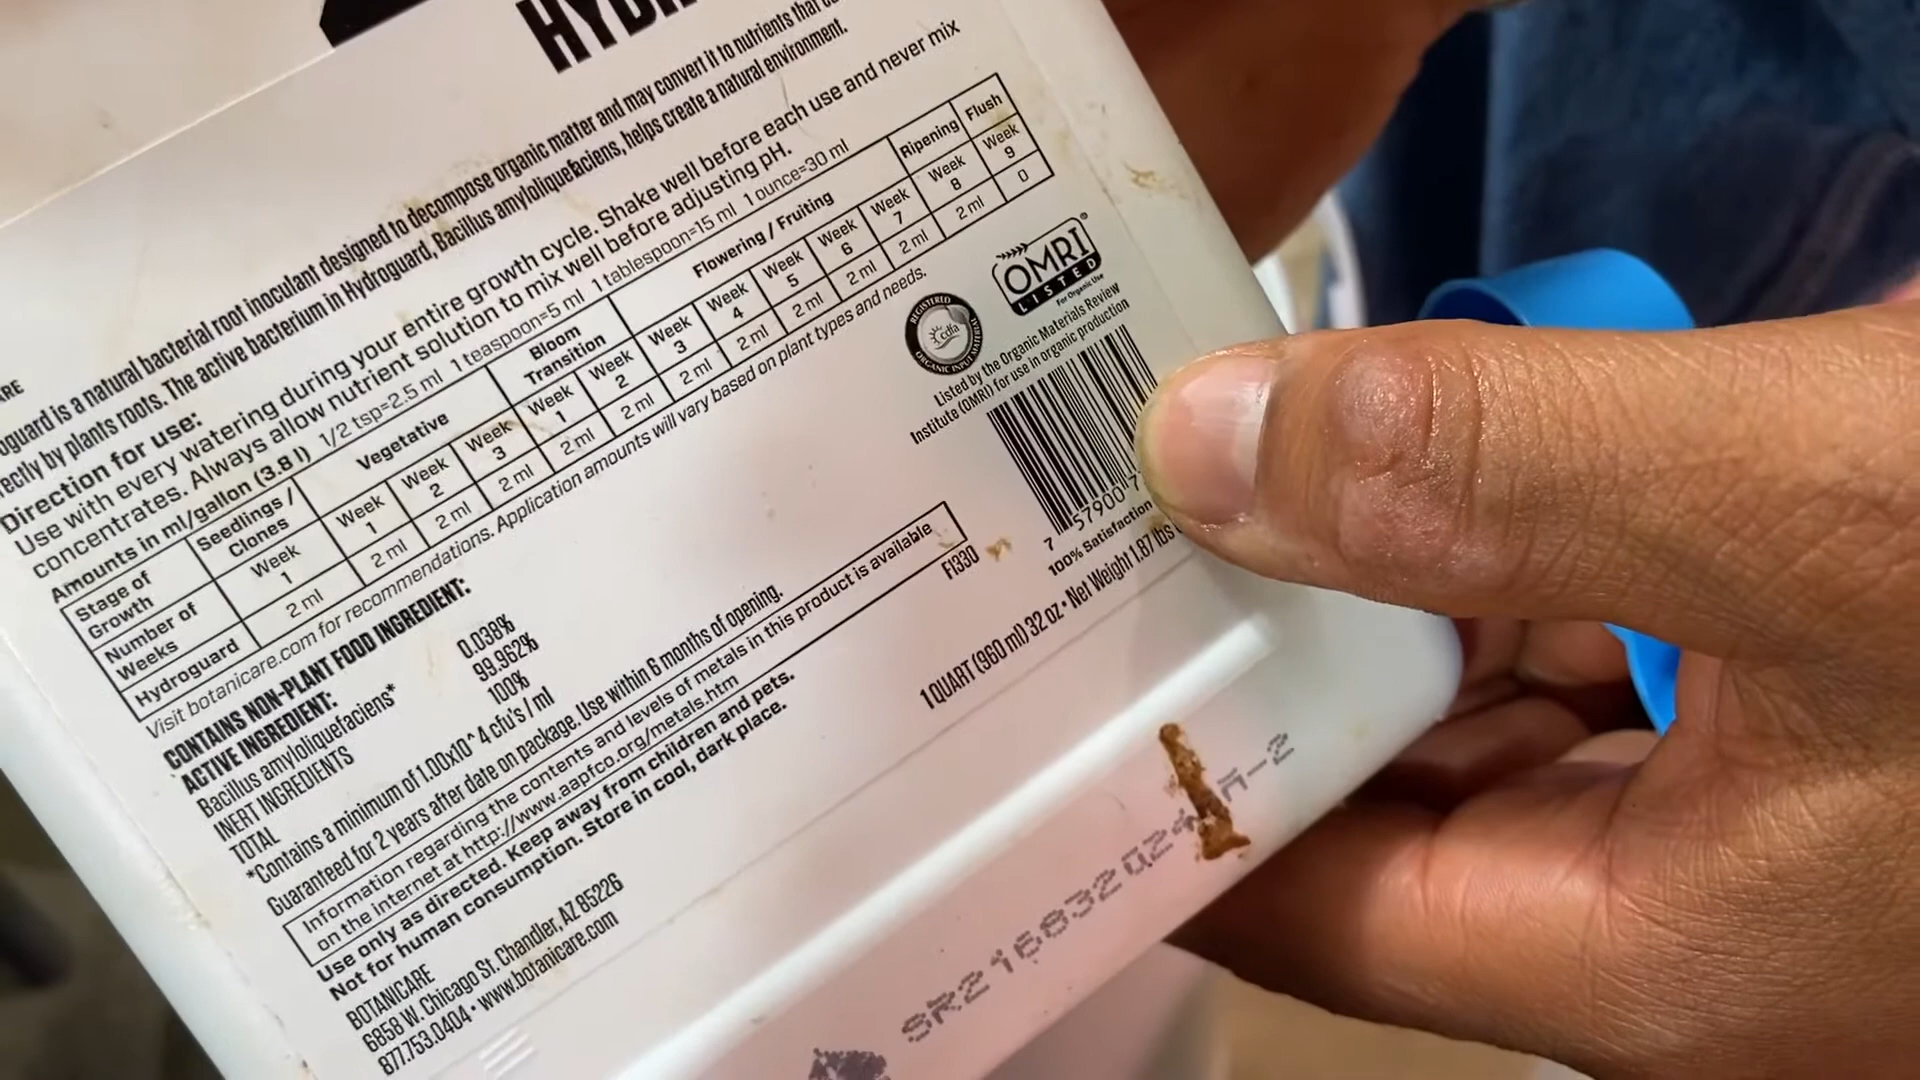 oguard is a natural bacterial root inoculant designed to decompose organic matter and may convert it to nutrients that
rectly by plants roots. The active bacterium in Hydroguard, Bacillus amyloliquefaciens, helps create a natural environment.
Direction for use:
Use with every watering during your entire growth cycle. Shake well before each use and never mix
concentrates. Always allow nutrient solution to mix well before adjusting pH.
Amounts in ml/gallon (3.8 l) 1/2 tsp=2.5 ml 1 teaspoon=5 ml 1 tablespoon=15 ml 1 ounce=30 ml
Stage of Growth Seedlings / Clones Vegetative Bloom Transition Flowering / Fruiting Ripening Flush
Number of Weeks Week 1 Week 1 Week 2 Week 3 Week 1 Week 2 Week 3 Week 4 Week 5 Week 6 Week 7 Week 8 Week 9
Hydroguard 2 ml 2 ml 2 ml 2 ml 2 ml 2 ml 2 ml 2 ml 2 ml 2 ml 2 ml 2 ml 0
Visit botanicare.com for recommendations. Application amounts will vary based on plant types and needs.
CONTAINS NON-PLANT FOOD INGREDIENT:
ACTIVE INGREDIENT:
Bacillus amyloliquefaciens* 0.038%
INERT INGREDIENTS 99.962%
TOTAL 100%
*Contains a minimum of 1.00x10^4 cfu's / ml
Guaranteed for 2 years after date on package. Use within 6 months of opening.
Information regarding the contents and levels of metals in this product is available
on the internet at http://www.aapfco.org/metals.htm
F1330
Use only as directed. Keep away from children and pets.
Not for human consumption. Store in cool, dark place.
BOTANICARE
6858 W. Chicago St. Chandler, AZ 85226
877.753.0404 • www.botanicare.com
REGISTERED
cdfa
ORGANIC INPUT MATERIAL
OMRI®
LISTED
For Organic Use
Listed by the Organic Materials Review
Institute (OMRI) for use in organic production
7 57900 7
100% Satisfaction
1 QUART (960 ml) 32 oz • Net Weight 1.87 lbs